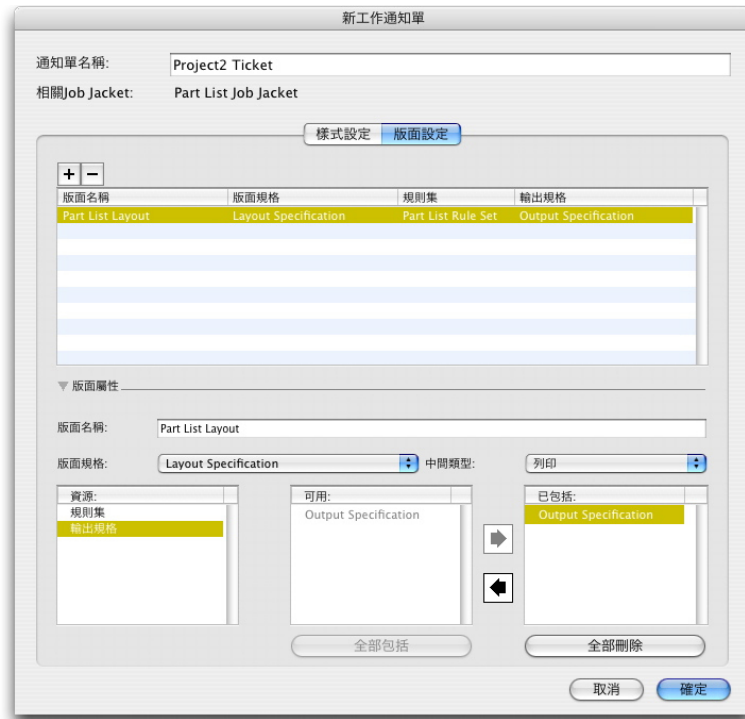 新工作通知單
通知單名稱: Project2 Ticket
相關Job Jacket: Part List Job Jacket
樣式設定 版面設定
+ −
版面名稱 版面規格 規則集 輸出規格
Part List Layout Layout Specification Part List Rule Set Output Specification
版面屬性
版面名稱: Part List Layout
版面規格: Layout Specification 中間類型: 列印
資源: 可用: 已包括:
規則集 Output Specification Output Specification
輸出規格
全部包括 全部刪除
取消 確定